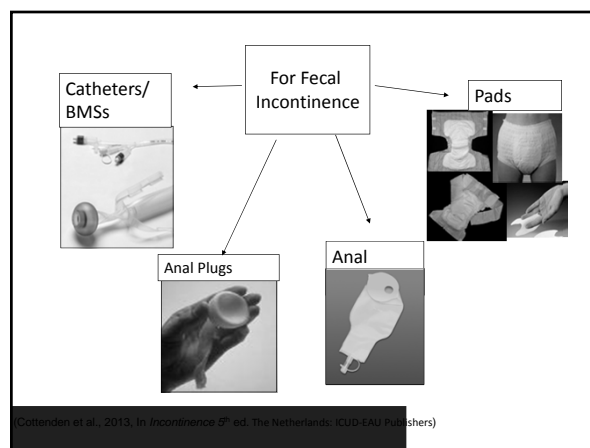 For Fecal
Incontinence
Catheters/
BMSs
Pads
Anal Plugs
Anal
(Cottenden et al., 2013, In Incontinence 5th ed. The Netherlands: ICUD-EAU Publishers)